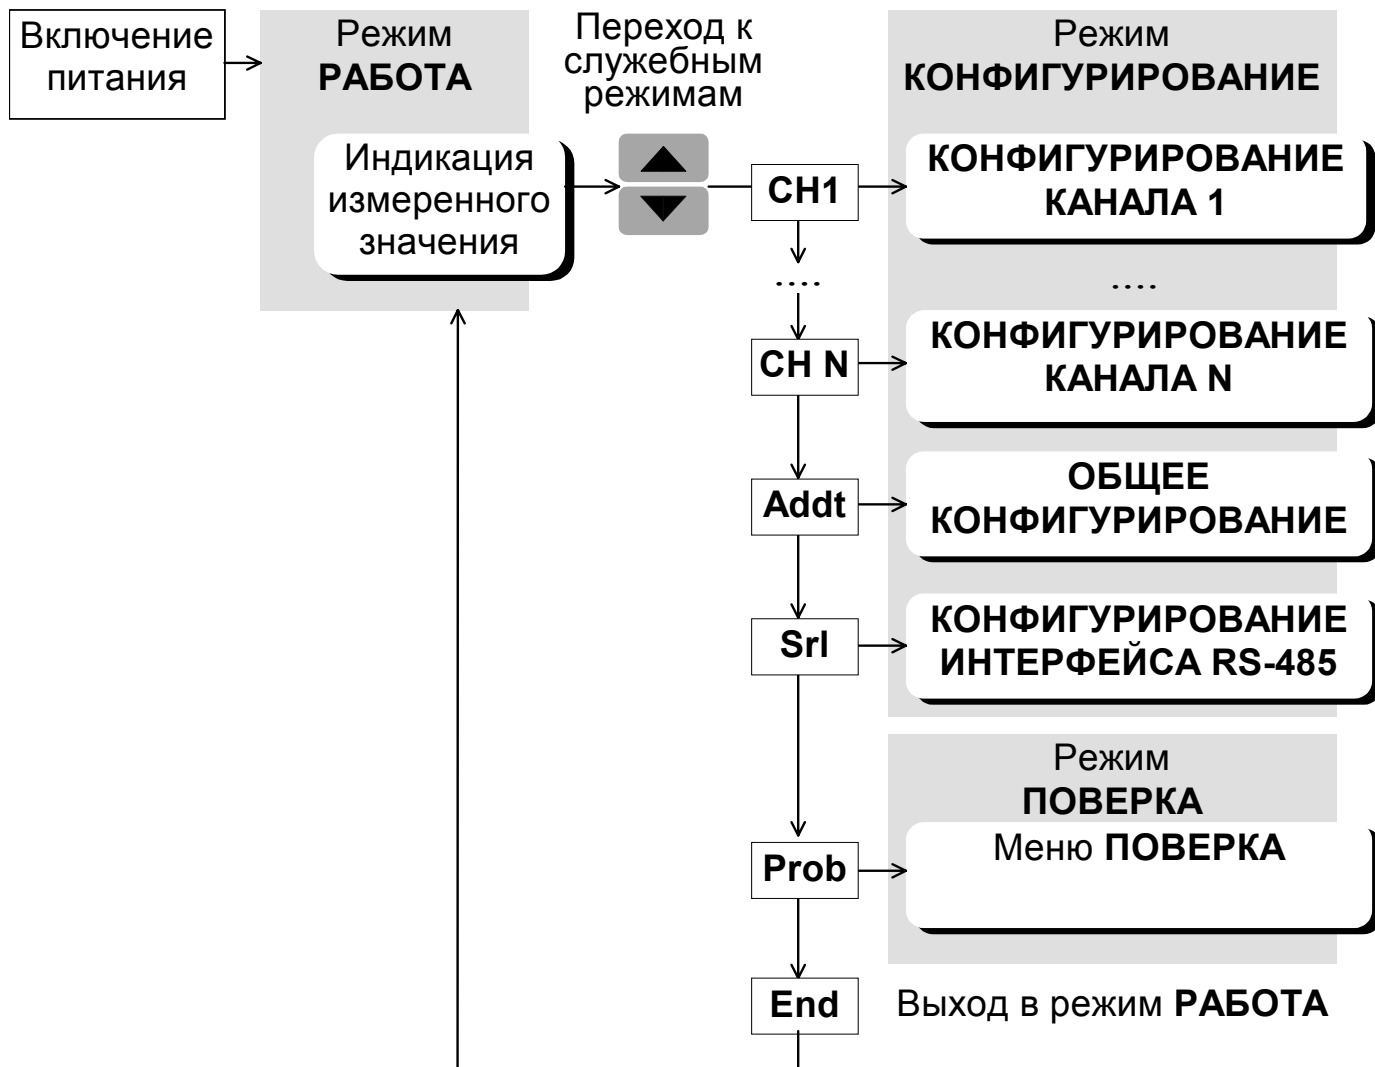 Включение
питания
Режим
РАБОТА
Индикация
измеренного
значения
Переход к
служебным
режимам
Режим
КОНФИГУРИРОВАНИЕ
CH1
КОНФИГУРИРОВАНИЕ
КАНАЛА 1
....
....
CH N
КОНФИГУРИРОВАНИЕ
КАНАЛА N
Addt
ОБЩЕЕ
КОНФИГУРИРОВАНИЕ
Srl
КОНФИГУРИРОВАНИЕ
ИНТЕРФЕЙСА RS-485
Режим
ПОВЕРКА
Prob
Меню ПОВЕРКА
End
Выход в режим РАБОТА